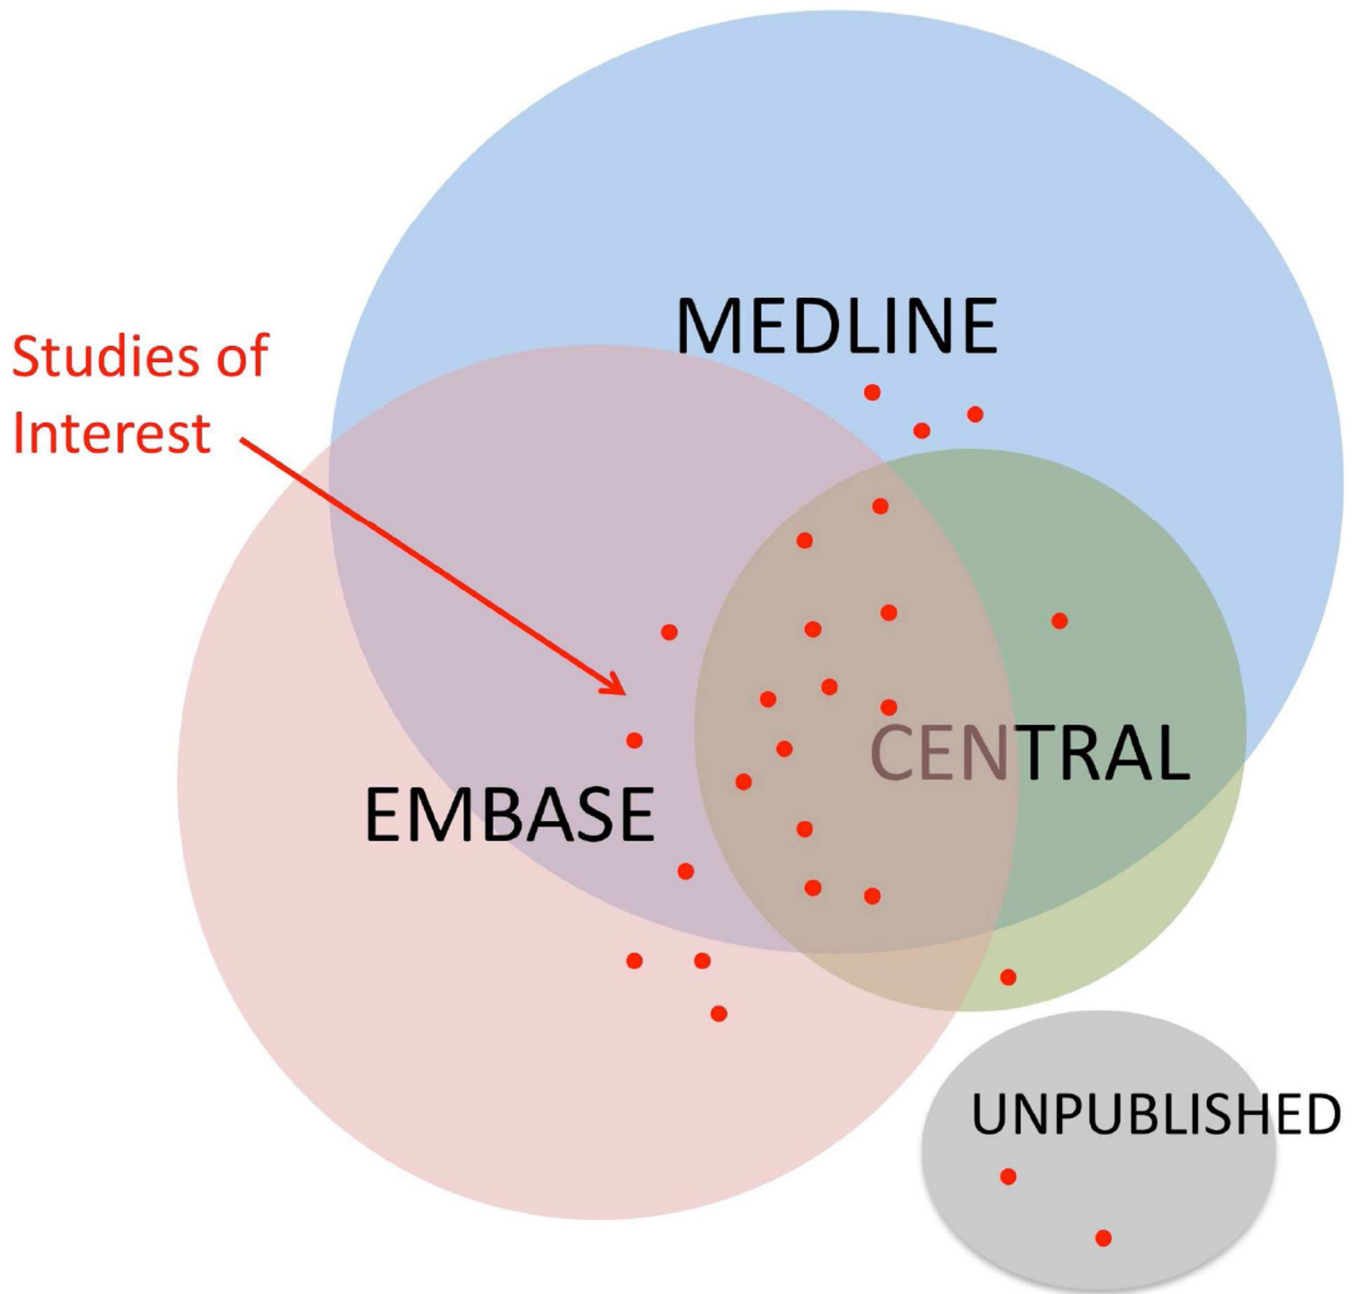 MEDLINE
Studies of
Interest
CENTRAL
EMBASE
UNPUBLISHED